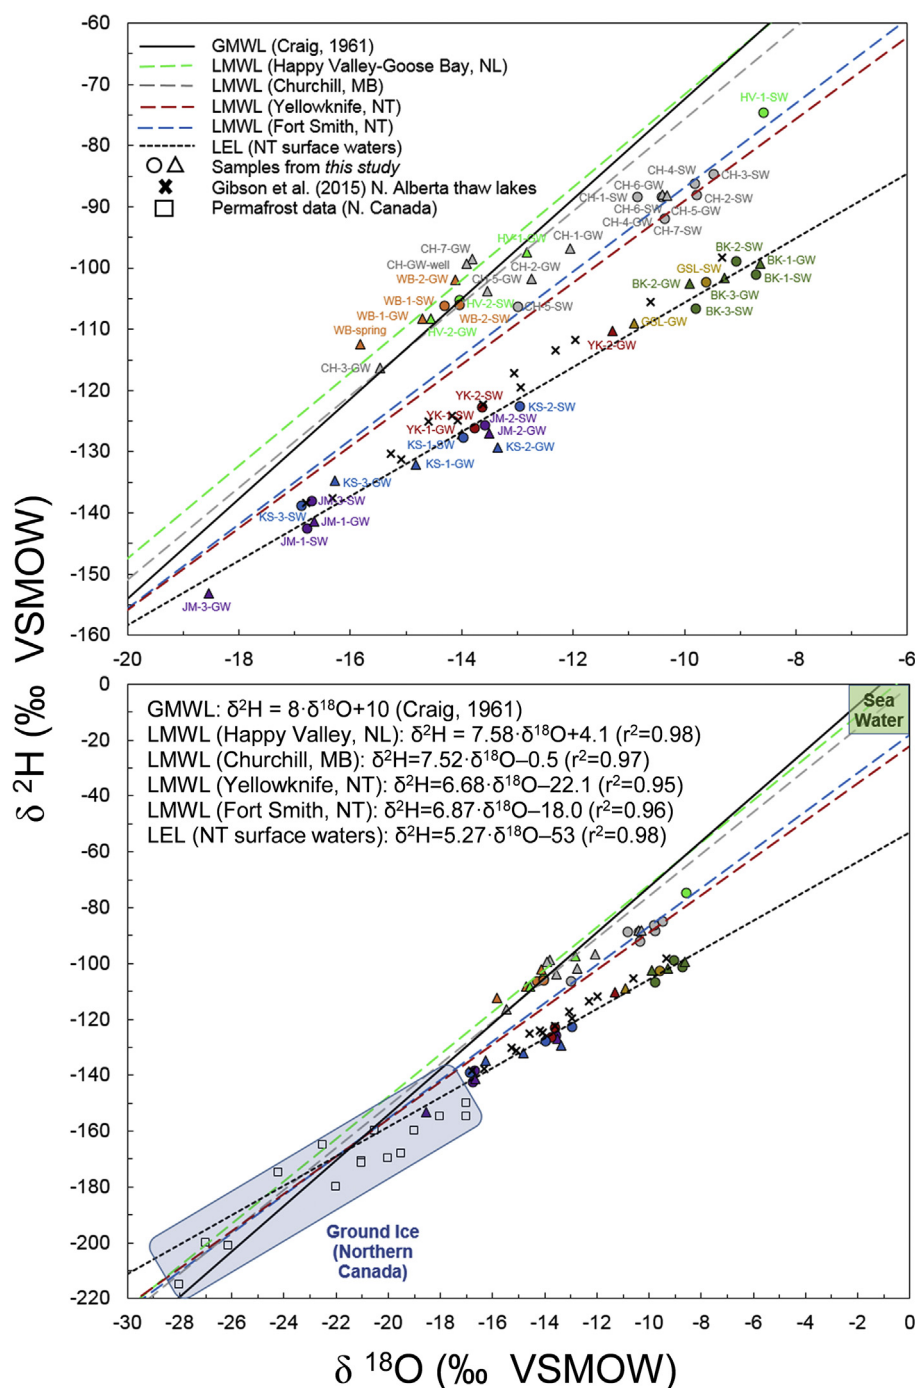 -60
GMWL (Craig, 1961)
LMWL (Happy Valley-Goose Bay, NL)
LMWL (Churchill, MB)
LMWL (Yellowknife, NT)
LMWL (Fort Smith, NT)
LEL (NT surface waters)
Samples from this study
Gibson et al. (2015) N. Alberta thaw lakes
Permafrost data (N. Canada)
-70
HV-1-SW
-80
CH-4-SW
CH-3-SW
CH-6-GW
CH-1-SW
CH-2-SW
-90
CH-6-SW
CH-5-GW
CH-4-GW
CH-7-SW
HV-1-GW
CH-1-GW
CH-7-GW
BK-2-SW
CH-GW-well
CH-2-GW
GSL-SW
BK-1-GW
-100
WB-2-GW
CH-5-GW
BK-2-GW
BK-1-SW
BK-3-GW
WB-1-SW
HV-2-SW
CH-5-SW
WB-1-GW
WB-2-SW
BK-3-SW
-110
WB-spring
HV-2-GW
GSL-GW
YK-2-GW
CH-3-GW
-120
YK-2-SW
KS-2-SW
YK-1-SW
JM-2-SW
YK-1-GW
JM-2-GW
KS-1-SW
KS-2-GW
-130
KS-1-GW
KS-3-GW
JM-3-SW
-140
KS-3-SW
JM-1-GW
JM-1-SW
-150
JM-3-GW
-160
-20 -18 -16 -14 -12 -10 -8 -6
δ ²H (‰ VSMOW)
0
Sea
Water
GMWL: δ²H = 8·δ¹⁸O+10 (Craig, 1961)
LMWL (Happy Valley, NL): δ²H = 7.58·δ¹⁸O+4.1 (r²=0.98)
LMWL (Churchill, MB): δ²H=7.52·δ¹⁸O–0.5 (r²=0.97)
LMWL (Yellowknife, NT): δ²H=6.68·δ¹⁸O–22.1 (r²=0.95)
LMWL (Fort Smith, NT): δ²H=6.87·δ¹⁸O–18.0 (r²=0.96)
LEL (NT surface waters): δ²H=5.27·δ¹⁸O–53 (r²=0.98)
-20
-40
-60
-80
-100
-120
-140
-160
-180
-200
-220
Ground Ice
(Northern
Canada)
-30 -28 -26 -24 -22 -20 -18 -16 -14 -12 -10 -8 -6 -4 -2 0
δ ¹⁸O (‰ VSMOW)